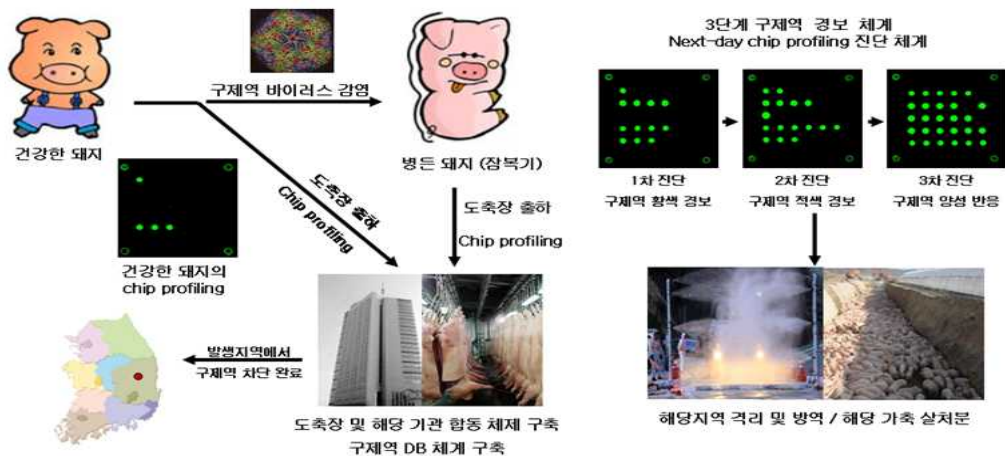 구제역 바이러스 감염
건강한 돼지
병든 돼지 (잠복기)
도축장 출하
Chip profiling
도축장 출하
Chip profiling
건강한 돼지의
chip profiling
발생지역에서
구제역 차단 완료
도축장 및 해당 기관 합동 체제 구축
구제역 DB 체계 구축
3단계 구제역 경보 체계
Next-day chip profiling 진단 체계
1차 진단
구제역 황색 경보
2차 진단
구제역 적색 경보
3차 진단
구제역 양성 반응
해당지역 격리 및 방역 / 해당 가축 살처분